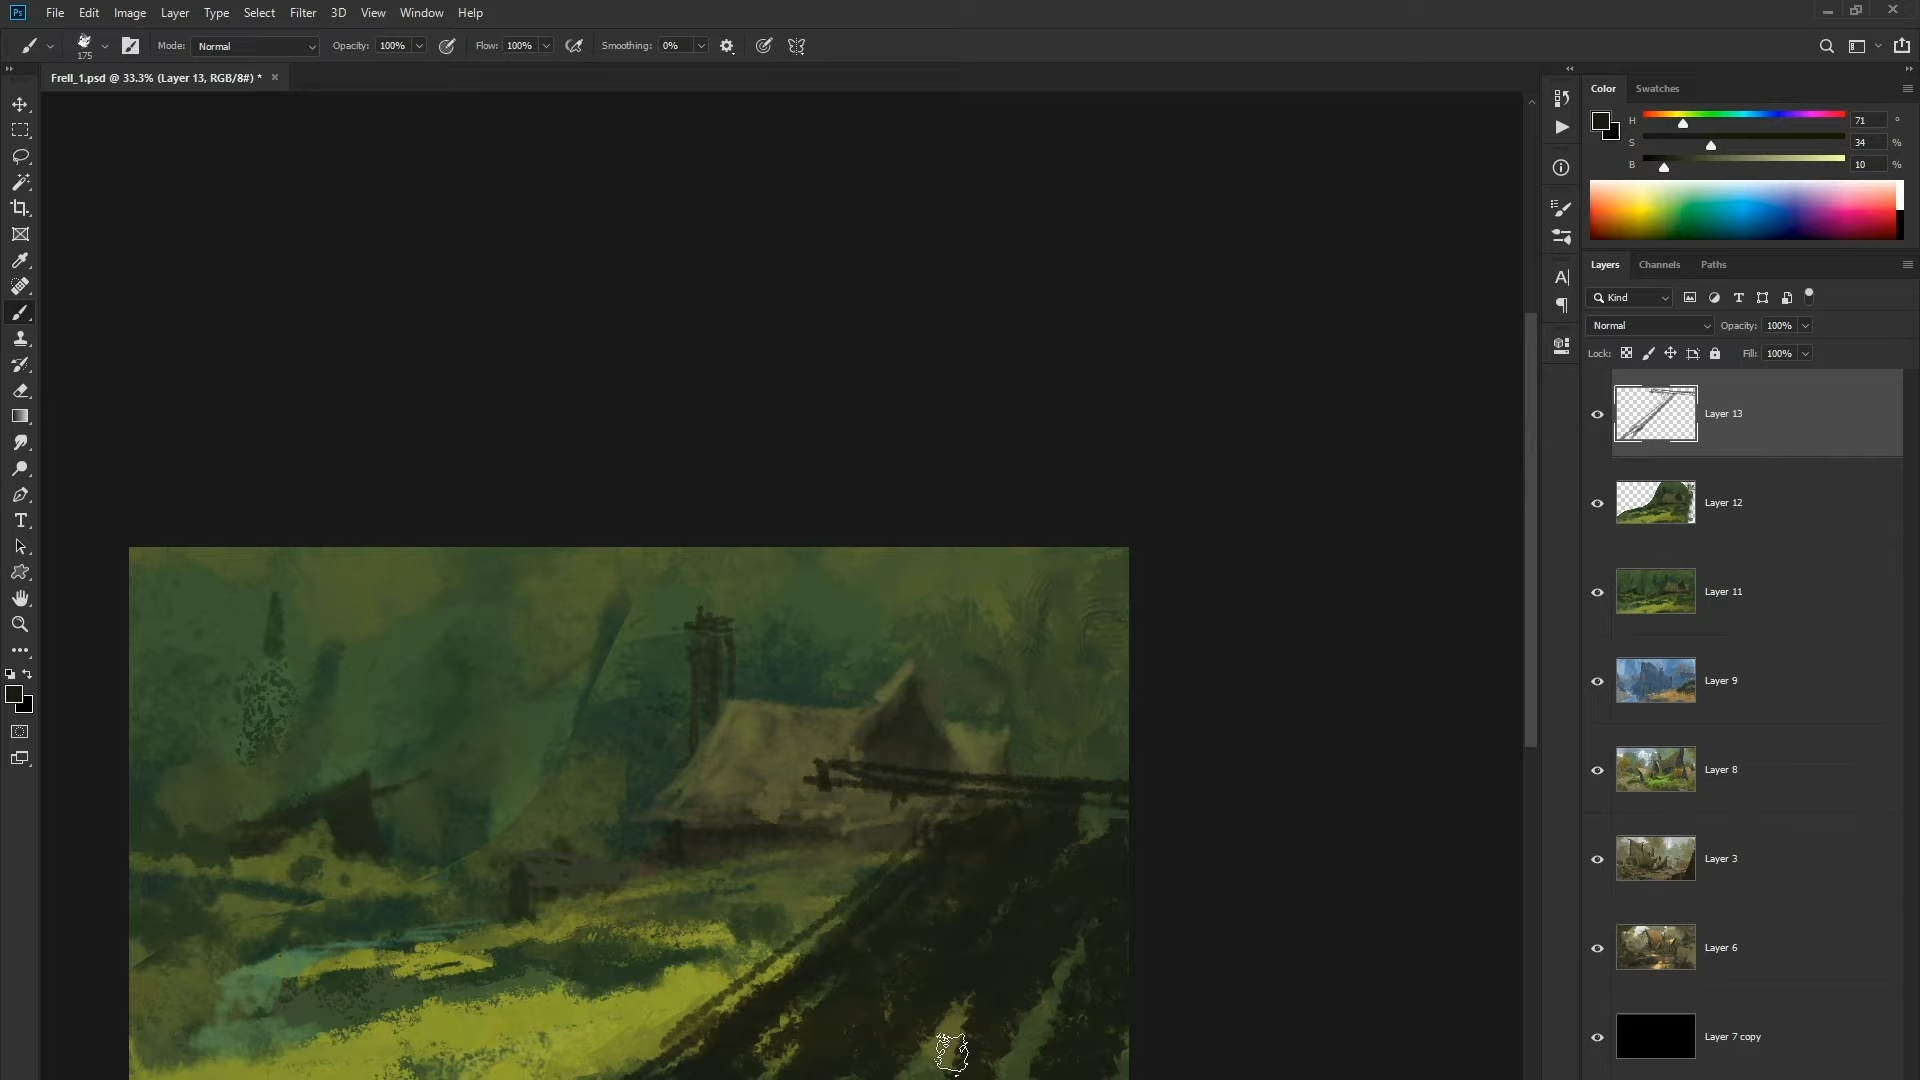 Ps File Edit Image Layer Type Select Filter 3D View Window Help
175 Mode: Normal Opacity: 100% Flow: 100% Smoothing: 0%
Frell_1.psd @ 33.3% (Layer 13, RGB/8#) *
Color Swatches
H 71 °
S 34 %
B 10 %
Layers Channels Paths
Kind
Normal Opacity: 100%
Lock: Fill: 100%
Layer 13
Layer 12
Layer 11
Layer 9
Layer 8
Layer 3
Layer 6
Layer 7 copy